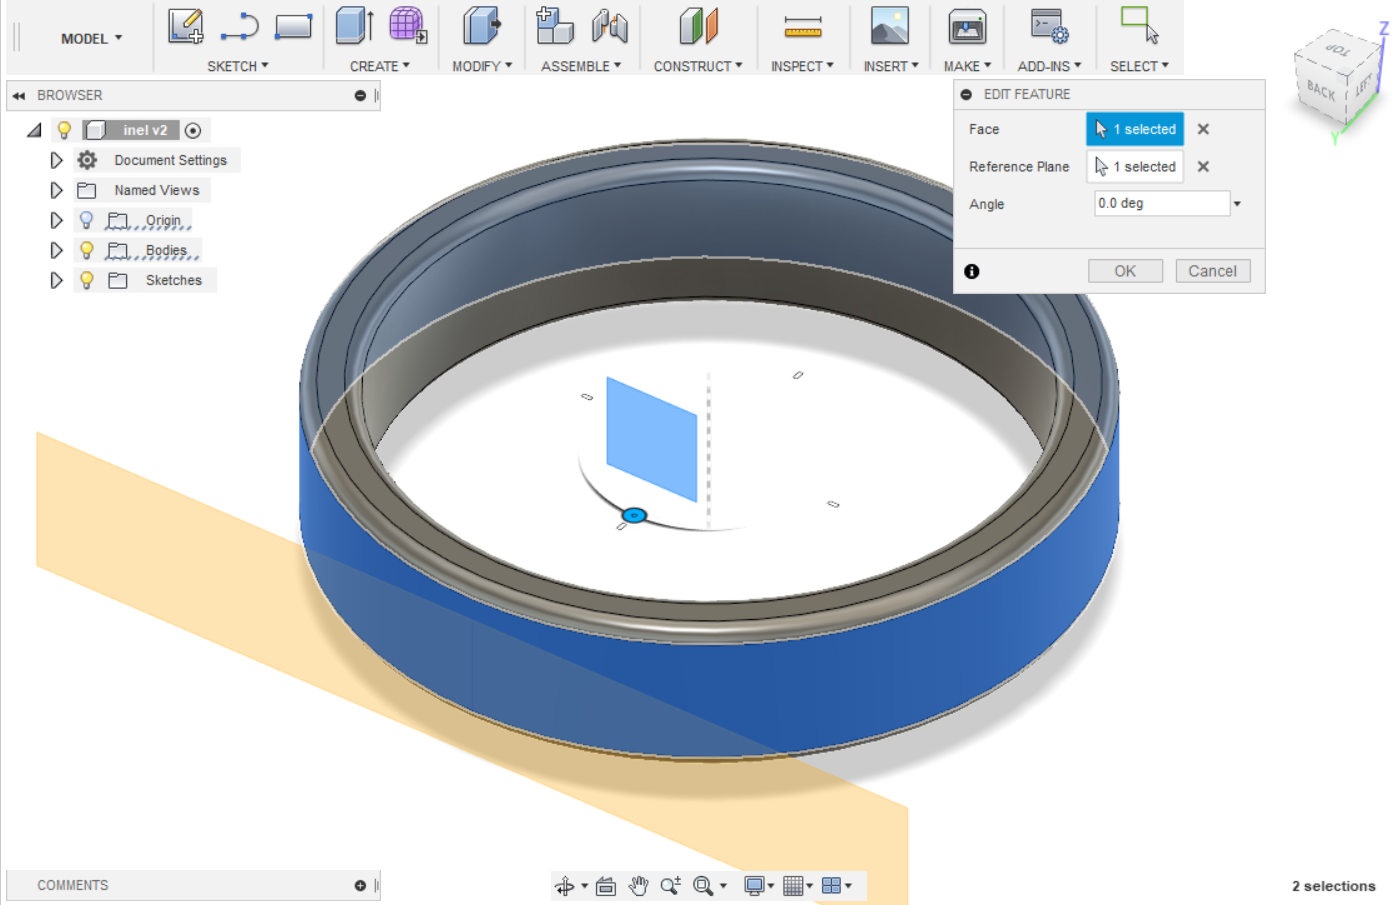 MODEL
SKETCH
CREATE
MODIFY
ASSEMBLE
CONSTRUCT
INSPECT
INSERT
MAKE
ADD-INS
SELECT
BROWSER
inel v2
Document Settings
Named Views
Origin
Bodies
Sketches
EDIT FEATURE
Face 1 selected
Reference Plane 1 selected
Angle 0.0 deg
OK Cancel
TOP
BACK
LEFT
Z
Y
COMMENTS
2 selections